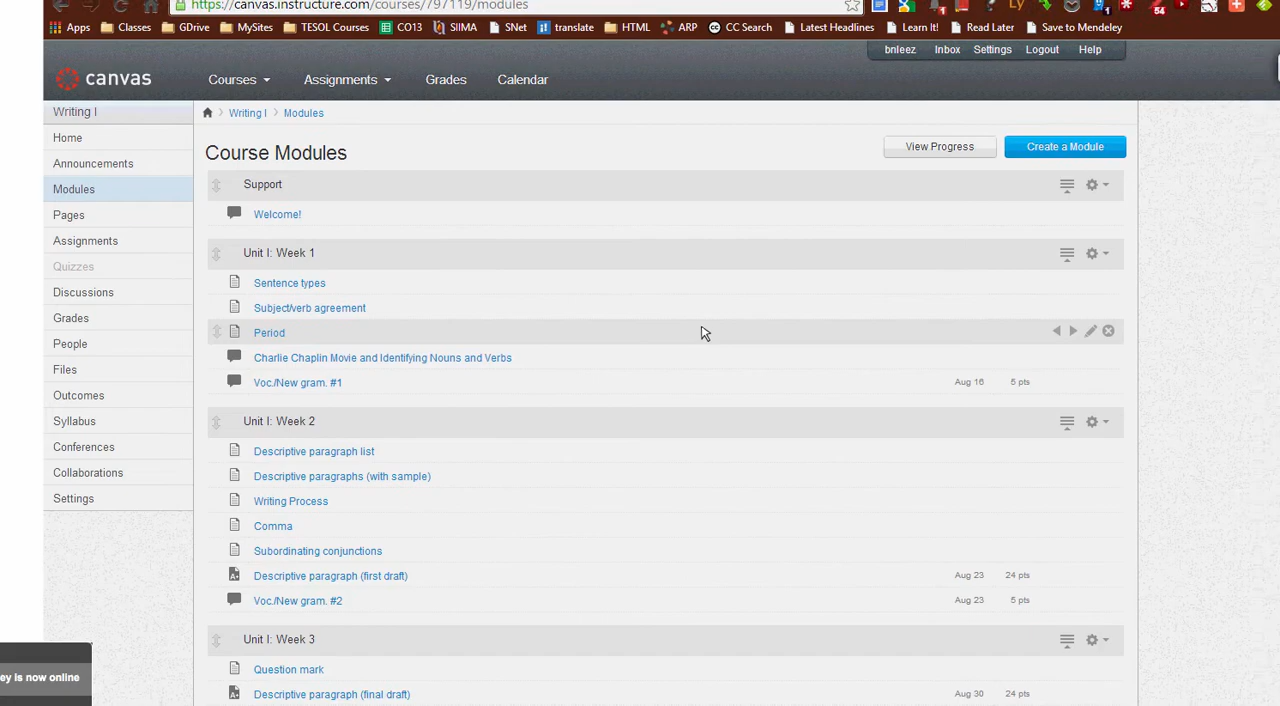 https://canvas.instructure.com/courses/797119/modules
Apps Classes GDrive MySites TESOL Courses CO13 SIIMA SNet translate HTML ARP CC Search Latest Headlines Learn It! Read Later Save to Mendeley
bnleez Inbox Settings Logout Help
canvas Courses Assignments Grades Calendar
Writing I
Home
Announcements
Modules
Pages
Assignments
Quizzes
Discussions
Grades
People
Files
Outcomes
Syllabus
Conferences
Collaborations
Settings
Writing I Modules
Course Modules
View Progress
Create a Module
Support
Welcome!
Unit I: Week 1
Sentence types
Subject/verb agreement
Period
Charlie Chaplin Movie and Identifying Nouns and Verbs
Voc./New gram. #1 Aug 16 5 pts
Unit I: Week 2
Descriptive paragraph list
Descriptive paragraphs (with sample)
Writing Process
Comma
Subordinating conjunctions
Descriptive paragraph (first draft) Aug 23 24 pts
Voc./New gram. #2 Aug 23 5 pts
Unit I: Week 3
Question mark
Descriptive paragraph (final draft) Aug 30 24 pts
ey is now online